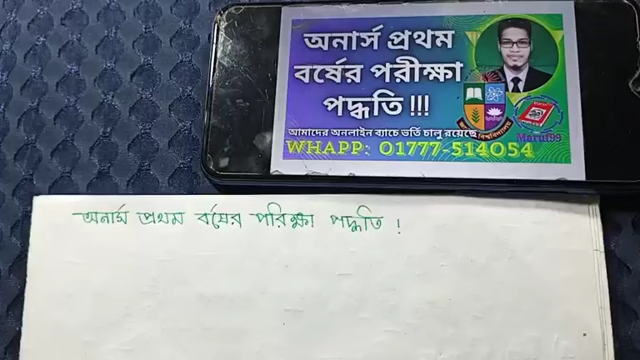 অনার্স প্রথম
বর্ষের পরীক্ষা
পদ্ধতি !!!
আমাদের অনলাইন ব্যাচে ভর্তি চালু রয়েছে
WHAPP: 01777-514054
Maruf99
অনার্স প্রথম বর্ষের পরিক্ষা পদ্ধতি !